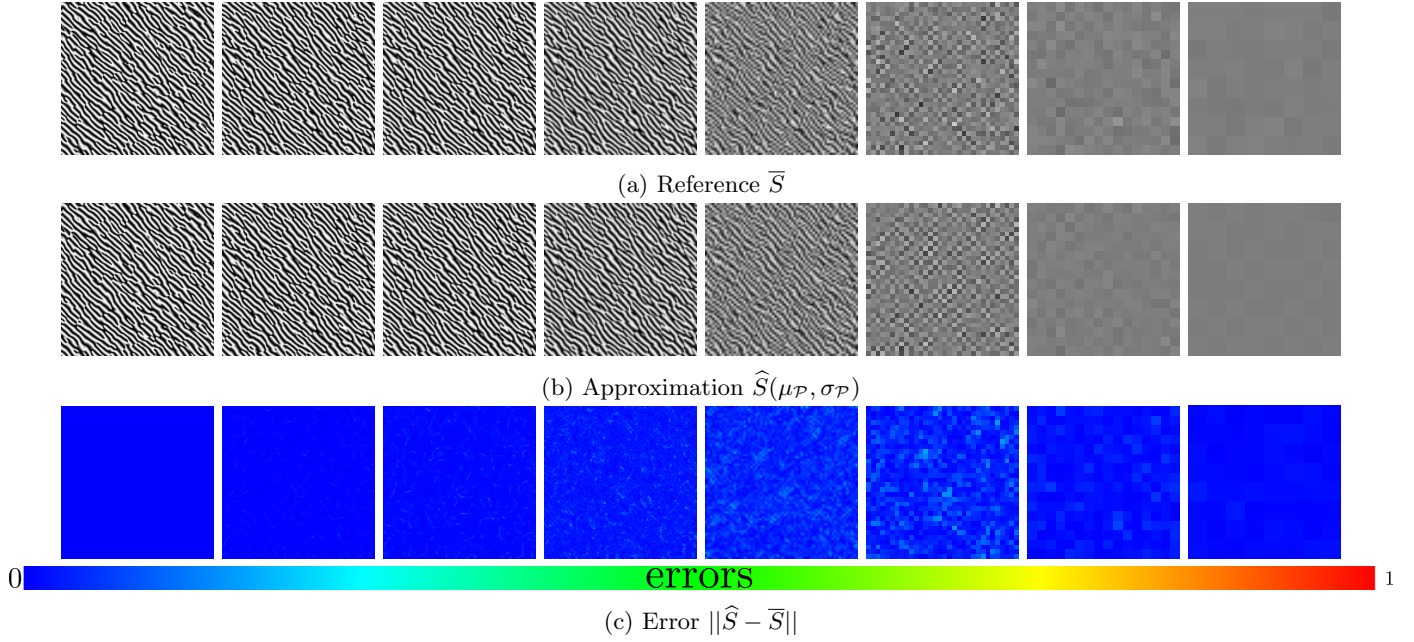 (a) Reference $\overline{S}$
(b) Approximation $\widehat{S}(\mu_{\mathcal{P}}, \sigma_{\mathcal{P}})$
0 errors 1
(c) Error $||\widehat{S} - \overline{S}||$